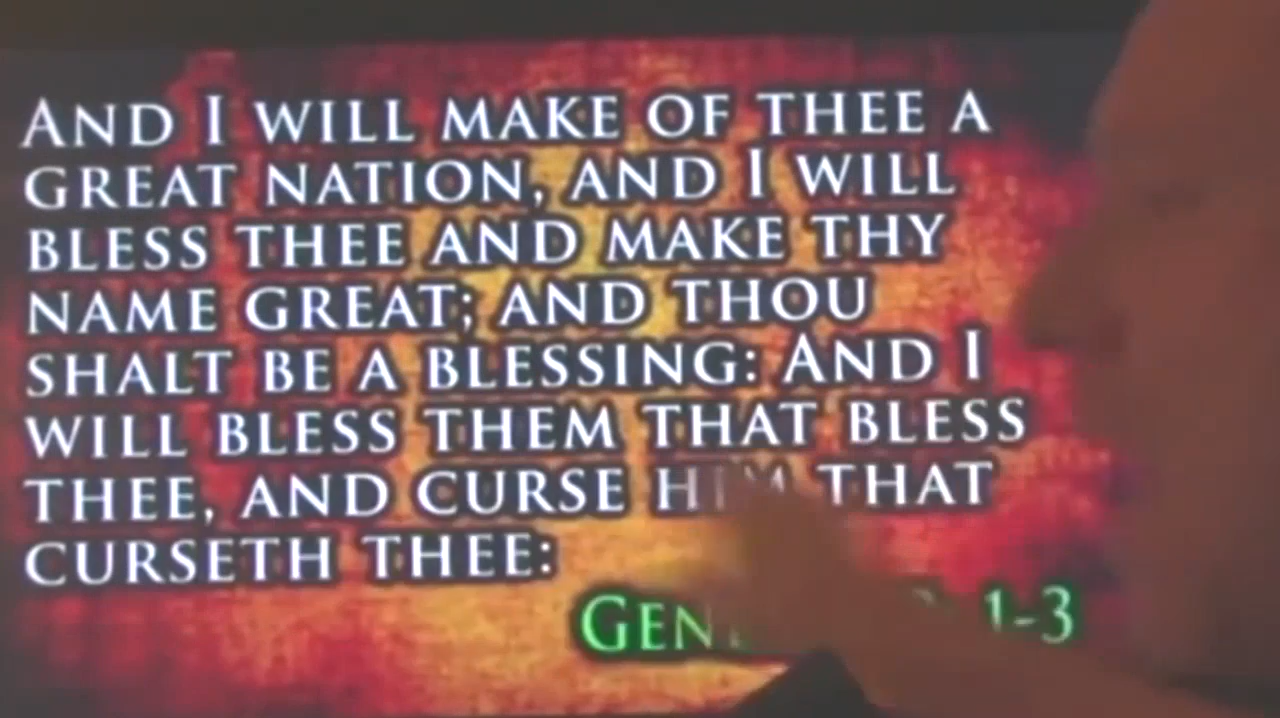 AND I WILL MAKE OF THEE A
GREAT NATION, AND I WILL
BLESS THEE AND MAKE THY
NAME GREAT; AND THOU
SHALT BE A BLESSING: AND I
WILL BLESS THEM THAT BLESS
THEE, AND CURSE HIM THAT
CURSETH THEE:
1-3